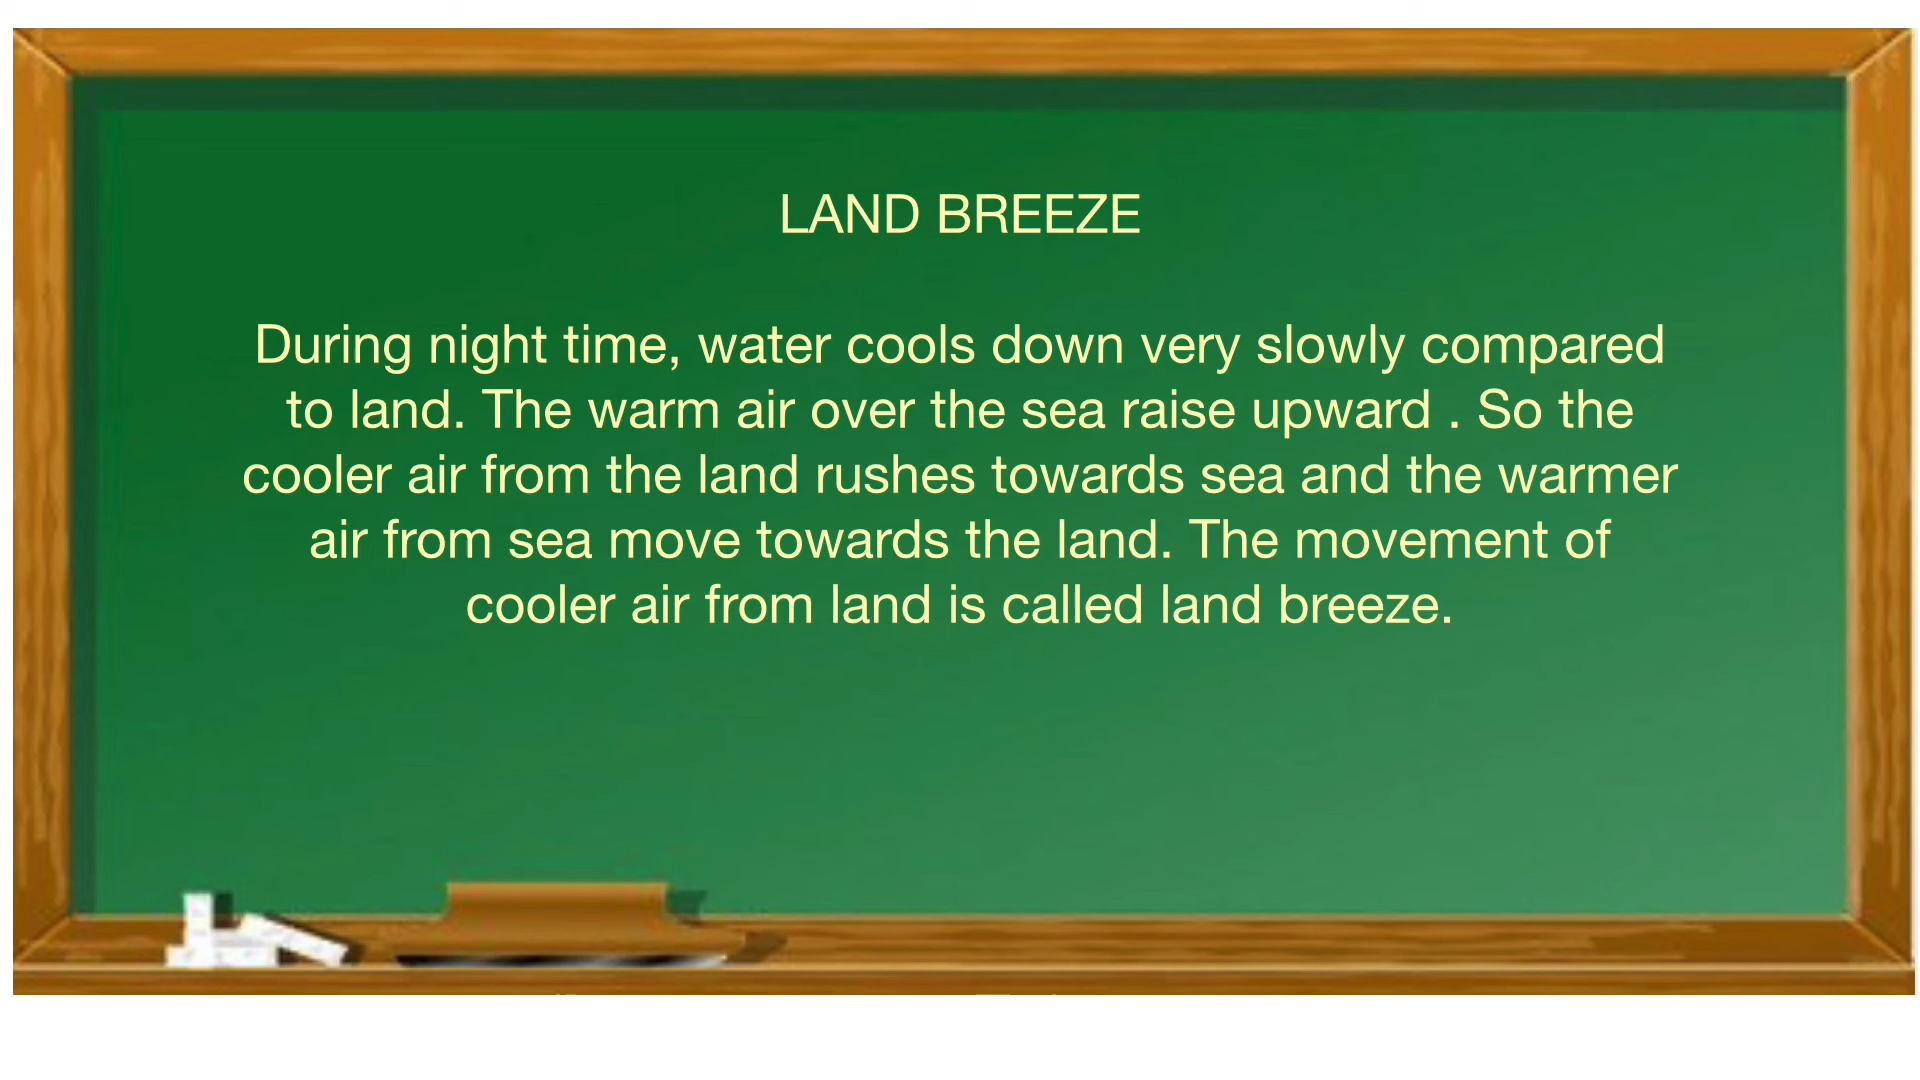 LAND BREEZE
During night time, water cools down very slowly compared
to land. The warm air over the sea raise upward . So the
cooler air from the land rushes towards sea and the warmer
air from sea move towards the land. The movement of
cooler air from land is called land breeze.